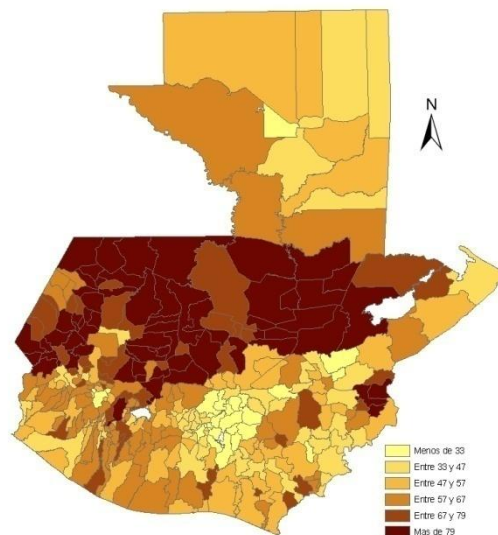 N
Menos de 33
Entre 33 y 47
Entre 47 y 57
Entre 57 y 67
Entre 67 y 79
Mas de 79